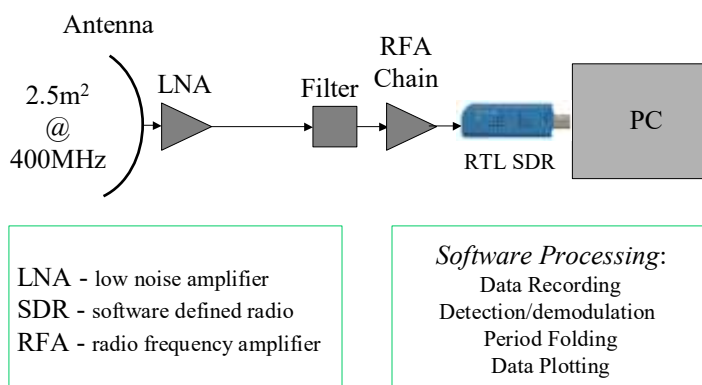 Antenna
LNA
Filter
RFA
Chain
2.5m²
@
400MHz
RTL SDR
PC
LNA - low noise amplifier
SDR - software defined radio
RFA - radio frequency amplifier
Software Processing:
Data Recording
Detection/demodulation
Period Folding
Data Plotting